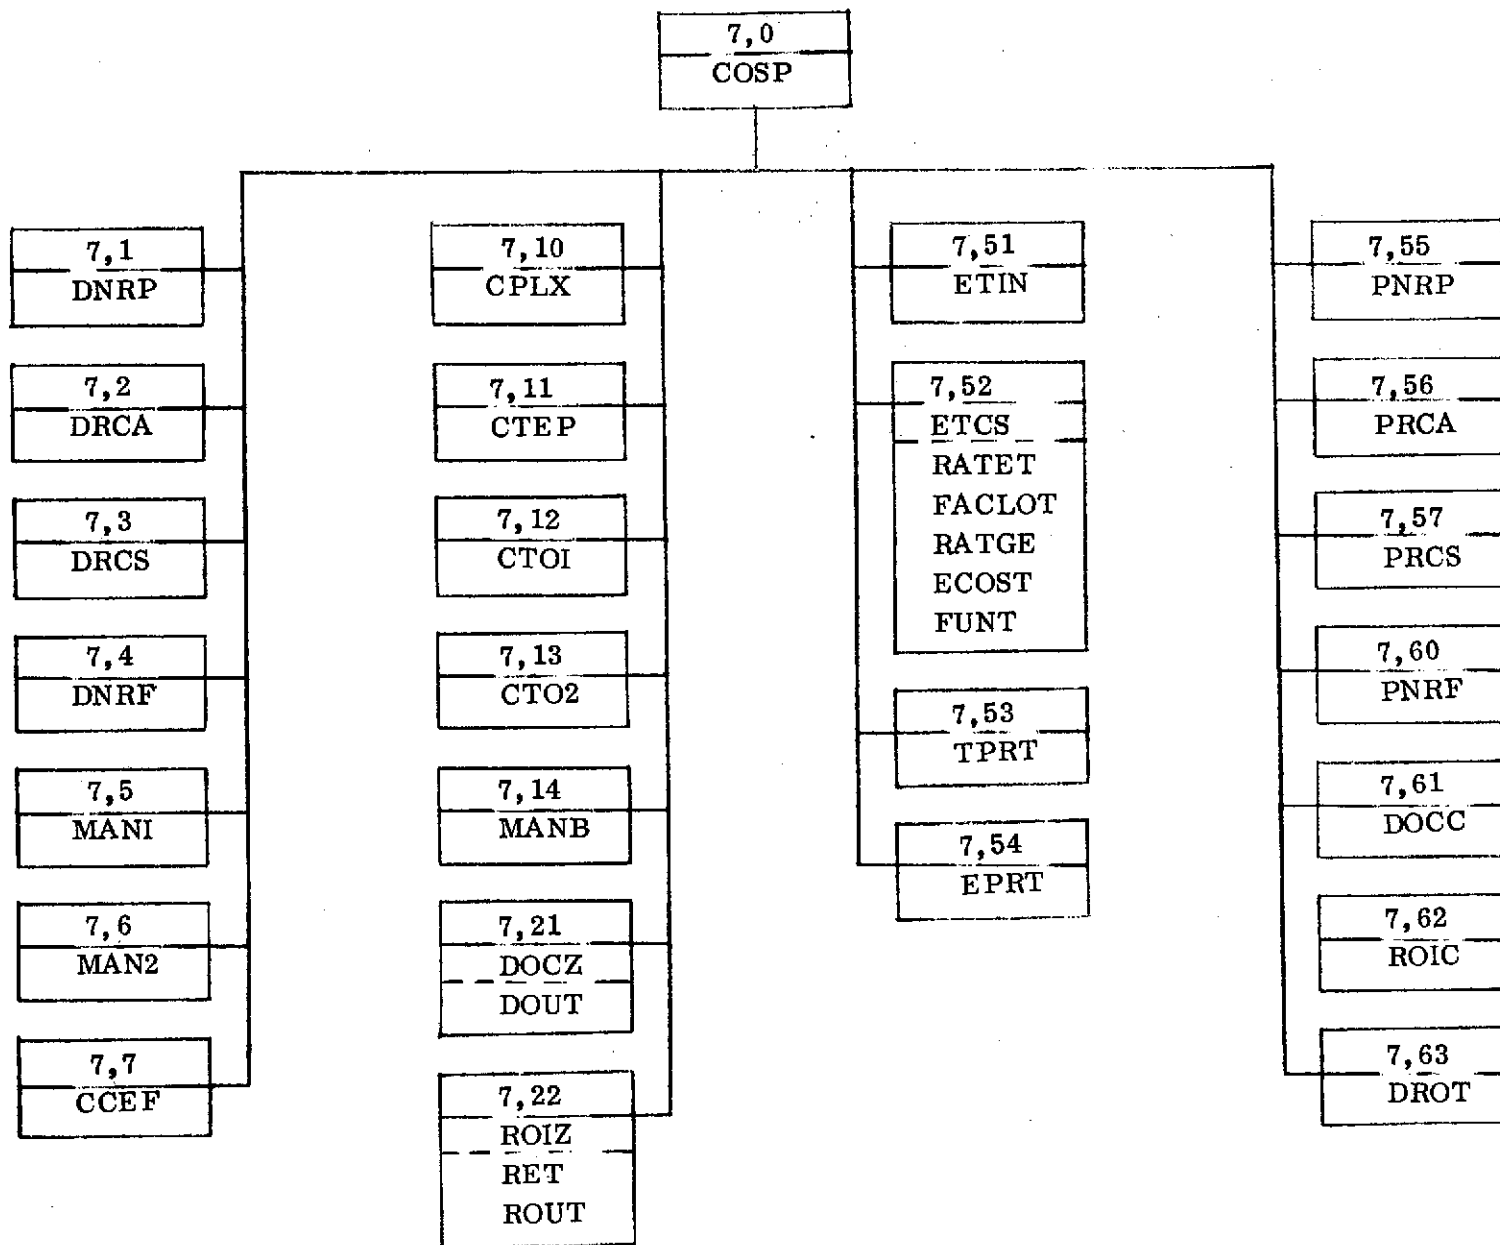 7,0
COSP
7,1
DNRP
7,2
DRCA
7,3
DRCS
7,4
DNRF
7,5
MANI
7,6
MAN2
7,7
CCEF
7,10
CPLX
7,11
CTEP
7,12
CTOI
7,13
CTO2
7,14
MANB
7,21
DOCZ
DOUT
7,22
ROIZ
RET
ROUT
7,51
ETIN
7,52
ETCS
RATET
FACLOT
RATGE
ECOST
FUNT
7,53
TPRT
7,54
EPRT
7,55
PNRP
7,56
PRCA
7,57
PRCS
7,60
PNRF
7,61
DOCC
7,62
ROIC
7,63
DROT